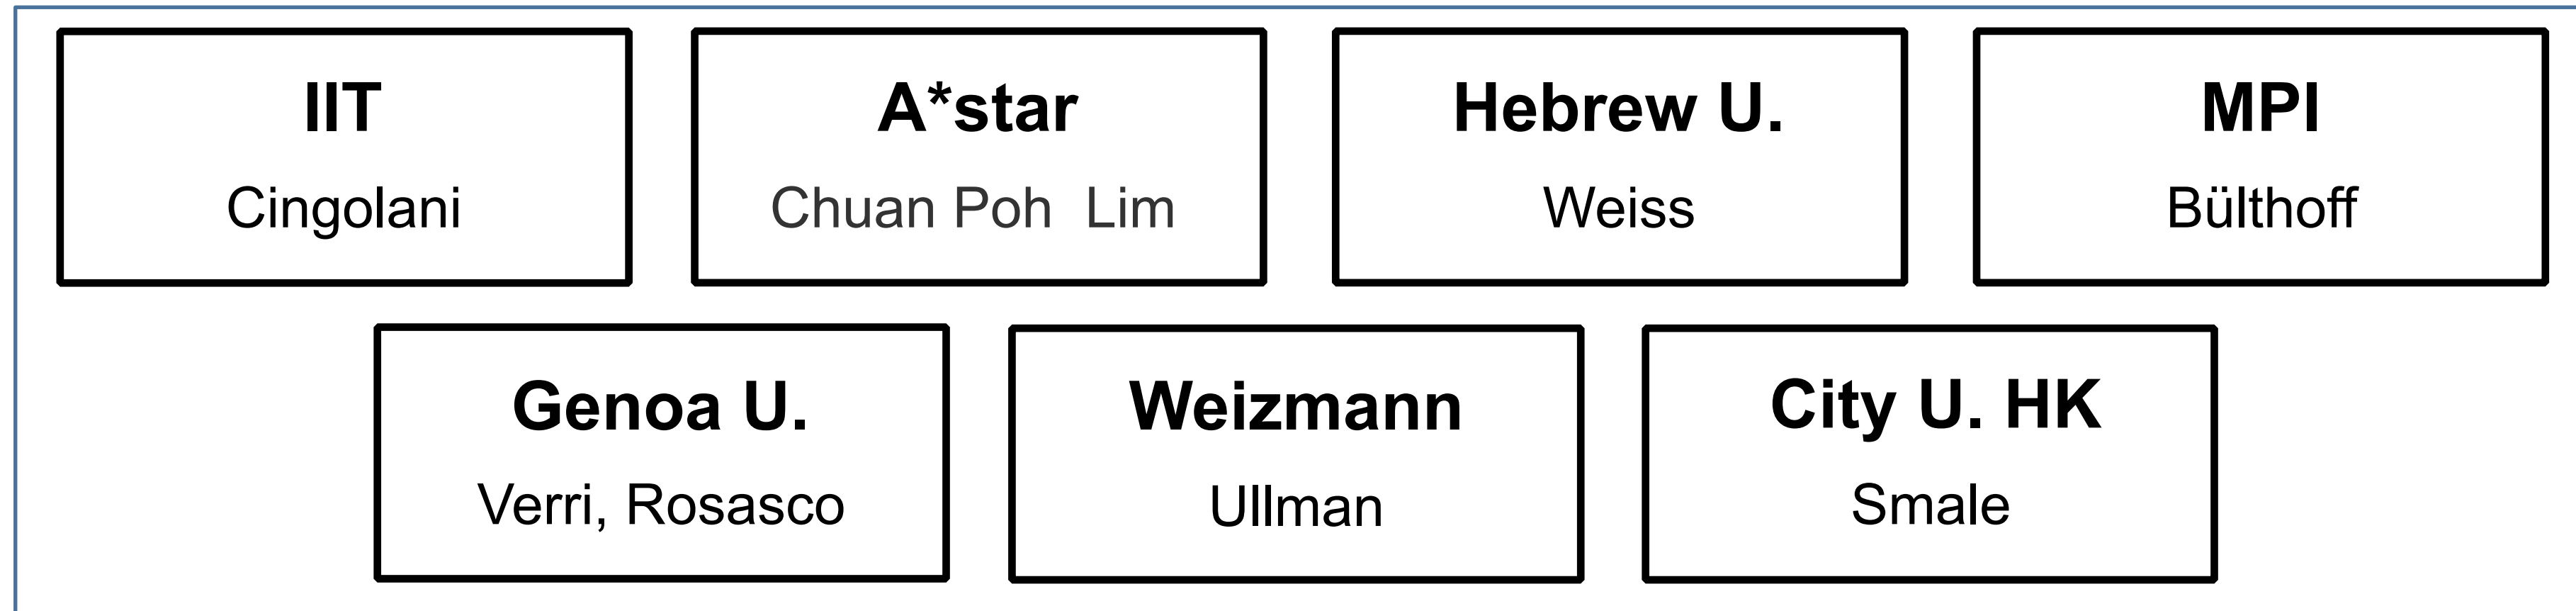 IIT
Cingolani
A*star
Chuan Poh Lim
Hebrew U.
Weiss
MPI
Bülthoff
Genoa U.
Verri, Rosasco
Weizmann
Ullman
City U. HK
Smale